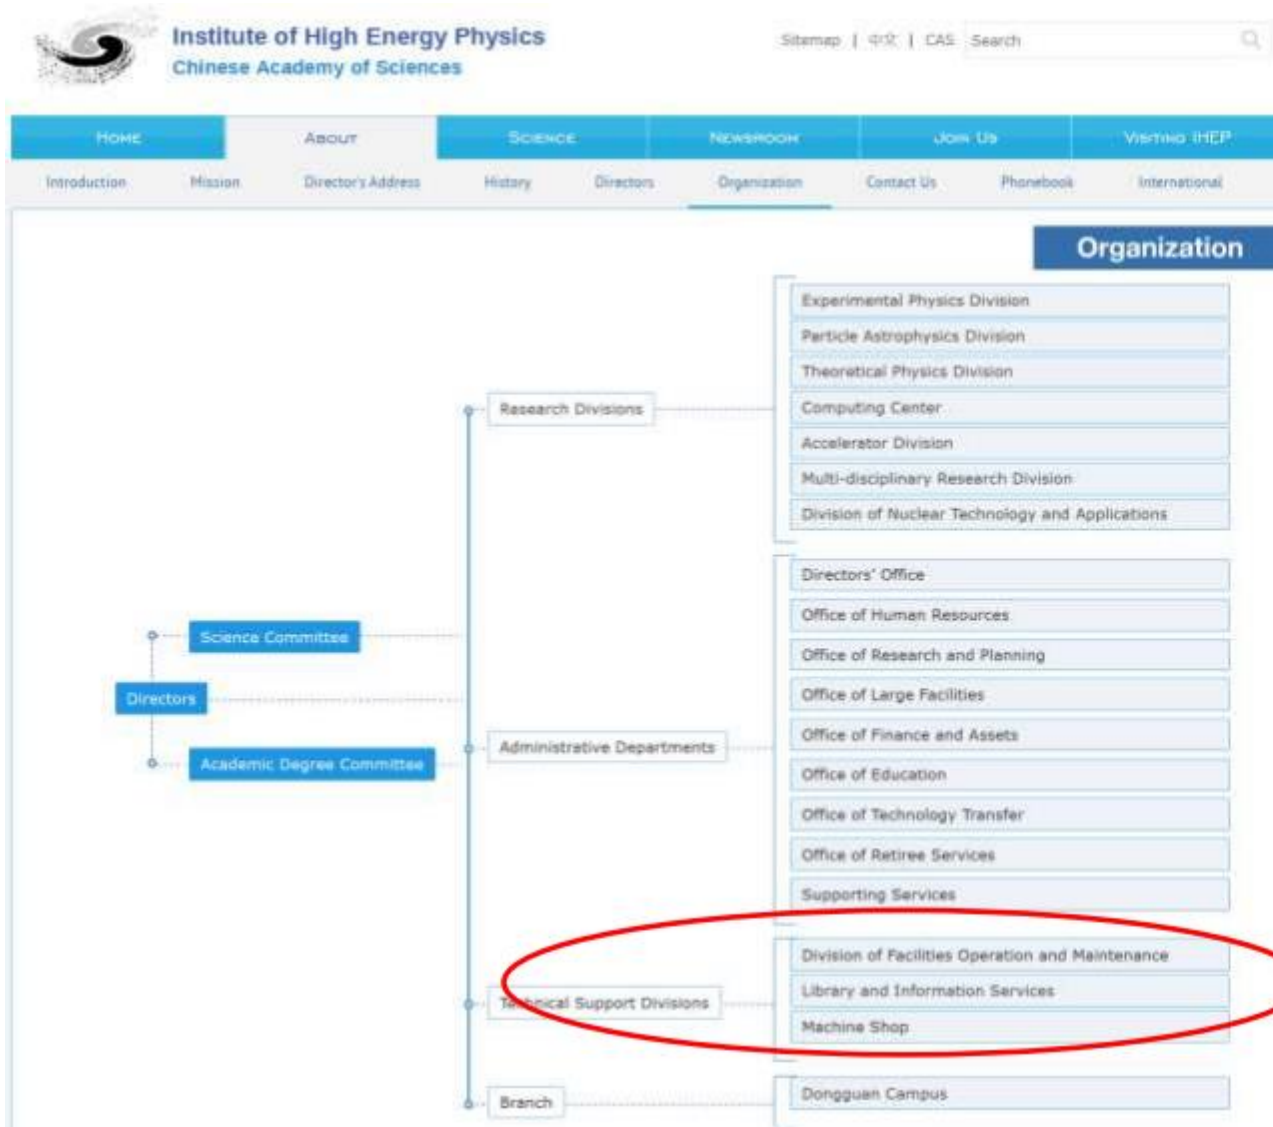 Institute of High Energy Physics
Chinese Academy of Sciences
Sitemap | 中文 | CAS Search
HOME ABOUT SCIENCE NEWSROOM JOIN US VISITING IHEP
Introduction Mission Director's Address History Directors Organization Contact Us Phonebook International
Organization
Directors
Science Committee
Academic Degree Committee
Research Divisions
Experimental Physics Division
Particle Astrophysics Division
Theoretical Physics Division
Computing Center
Accelerator Division
Multi-disciplinary Research Division
Division of Nuclear Technology and Applications
Administrative Departments
Directors' Office
Office of Human Resources
Office of Research and Planning
Office of Large Facilities
Office of Finance and Assets
Office of Education
Office of Technology Transfer
Office of Retiree Services
Supporting Services
Technical Support Divisions
Division of Facilities Operation and Maintenance
Library and Information Services
Machine Shop
Branch
Dongguan Campus